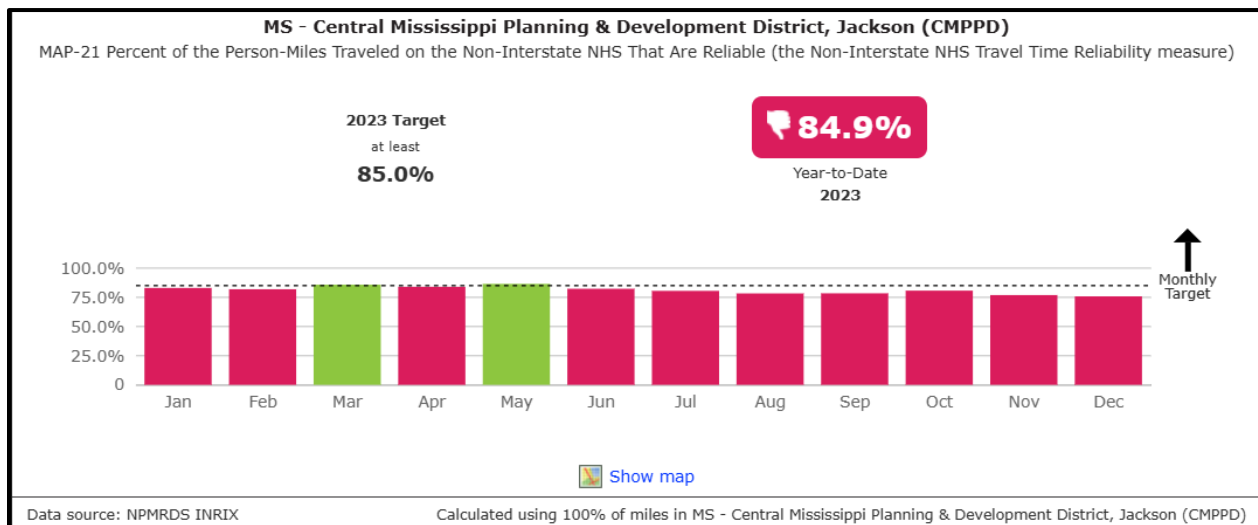 MS - Central Mississippi Planning & Development District, Jackson (CMPPD)
MAP-21 Percent of the Person-Miles Traveled on the Non-Interstate NHS That Are Reliable (the Non-Interstate NHS Travel Time Reliability measure)
2023 Target
at least
85.0%
84.9%
Year-to-Date
2023
100.0%
75.0%
50.0%
25.0%
0
Monthly
Target
Jan Feb Mar Apr May Jun Jul Aug Sep Oct Nov Dec
Show map
Data source: NPMRDS INRIX
Calculated using 100% of miles in MS - Central Mississippi Planning & Development District, Jackson (CMPPD)